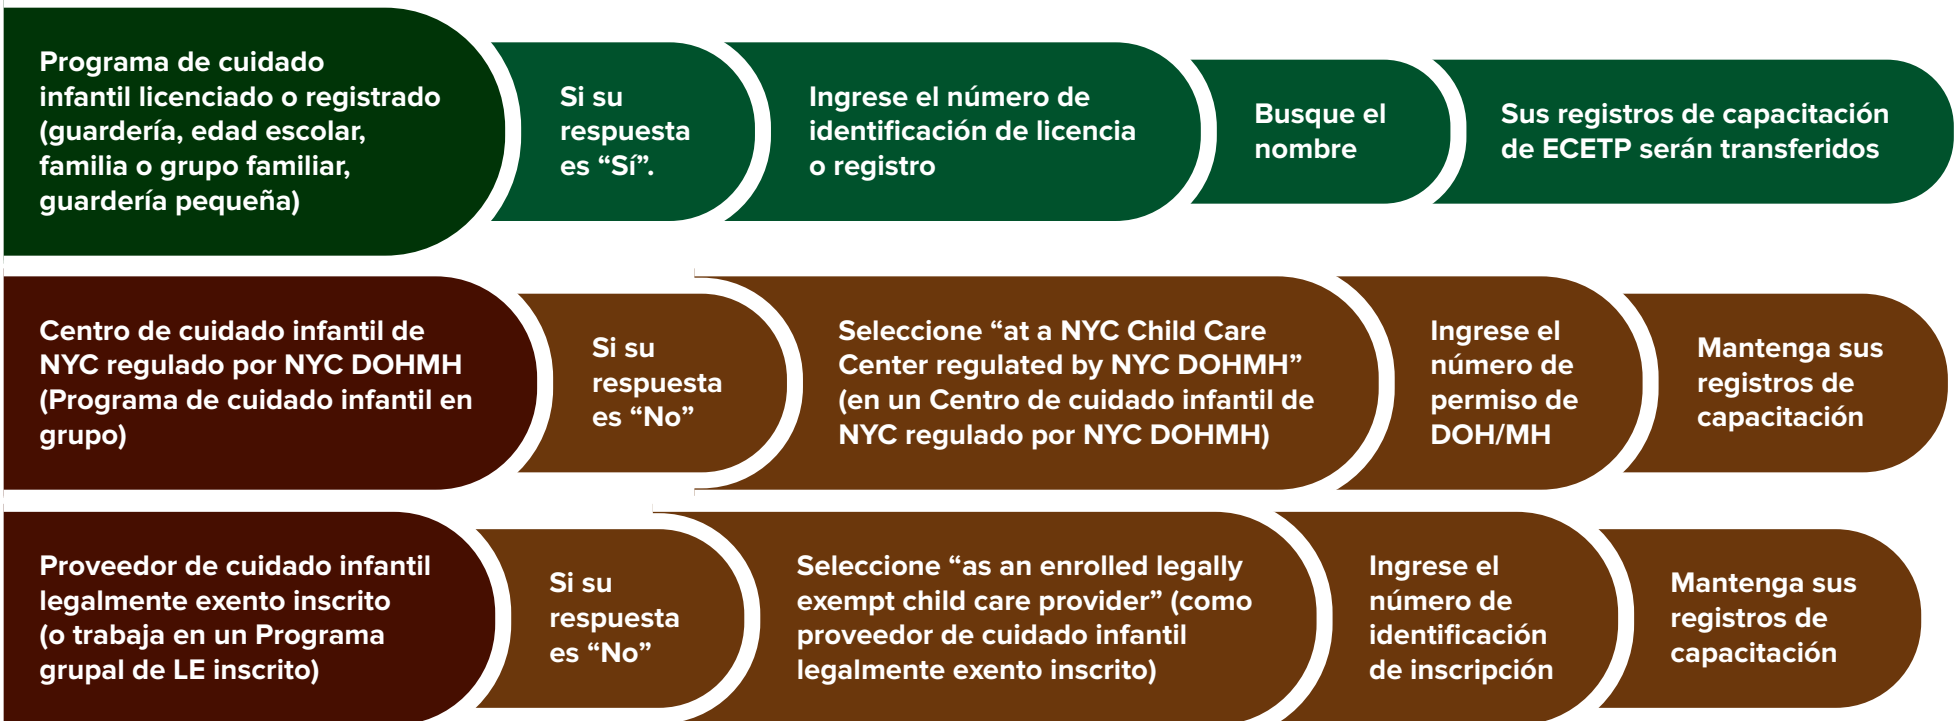 Programa de cuidado
infantil licenciado o registrado
(guardería, edad escolar,
familia o grupo familiar,
guardería pequeña)
Si su
respuesta
es “Sí”.
Ingrese el número de
identificación de licencia
o registro
Busque el
nombre
Sus registros de capacitación
de ECETP serán transferidos
Centro de cuidado infantil de
NYC regulado por NYC DOHMH
(Programa de cuidado infantil en
grupo)
Si su
respuesta
es “No”
Seleccione “at a NYC Child Care
Center regulated by NYC DOHMH”
(en un Centro de cuidado infantil de
NYC regulado por NYC DOHMH)
Ingrese el
número de
permiso de
DOH/MH
Mantenga sus
registros de
capacitación
Proveedor de cuidado infantil
legalmente exento inscrito
(o trabaja en un Programa
grupal de LE inscrito)
Si su
respuesta
es “No”
Seleccione “as an enrolled legally
exempt child care provider” (como
proveedor de cuidado infantil
legalmente exento inscrito)
Ingrese el
número de
identificación
de inscripción
Mantenga sus
registros de
capacitación